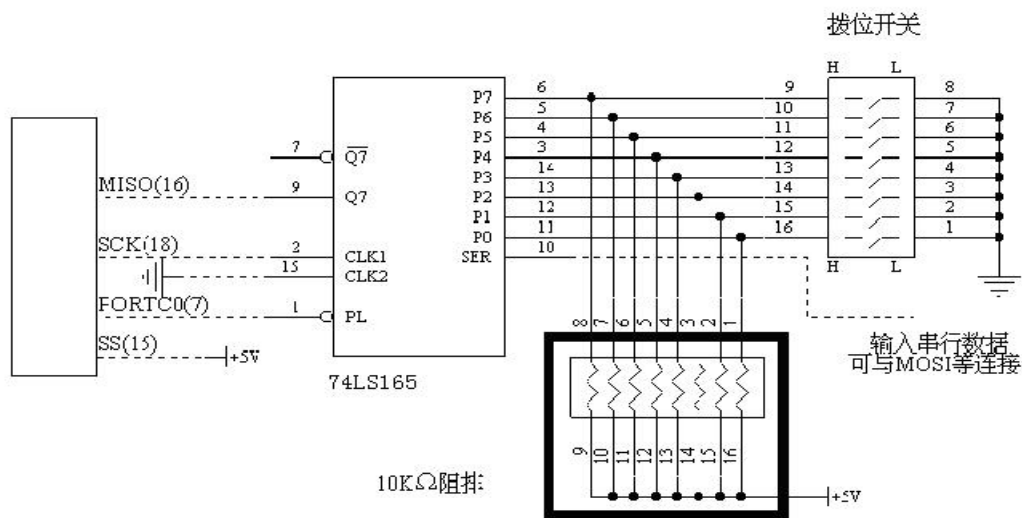 拨位开关
H L
P7 6 9 8
P6 5 10 7
P5 4 11 6
P4 3 12 5
P3 14 13 4
P2 13 14 3
P1 12 15 2
P0 11 16 1
SER 10
H L
7 Q7
MISO(16) 9 Q7
SCK(18) 2 CLK1
15 CLK2
FORTC0(7) 1 PL
SS(15) +5V
74LS165
输入串行数据
可与MOSI等连接
8 7 6 5 4 3 2 1
9 10 11 12 13 14 15 16
10KΩ阻排
+5V